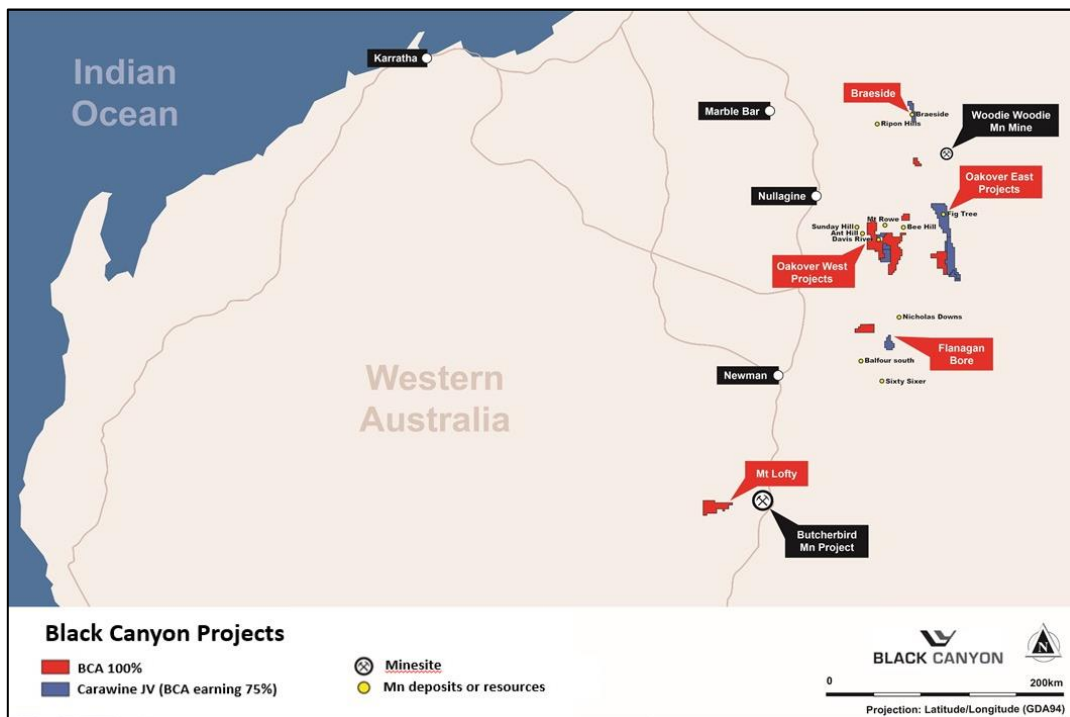 Indian
Ocean
Karratha
Marble Bar
Braeside
Braeside
Ripon Hills
Woodie Woodie
Mn Mine
Nullagine
Oakover East
Projects
Fig Tree
Mt Rowe
Sunday Hill
Bee Hill
Ant Hill
Davis River
Oakover West
Projects
Nicholas Downs
Flanagan
Bore
Balfour south
Newman
Sixty Sixer
Western
Australia
Mt Lofty
Butcherbird
Mn Project
Black Canyon Projects
BCA 100%
Carawine JV (BCA earning 75%)
Minesite
Mn deposits or resources
BLACK CANYON
N
0 200km
Projection: Latitude/Longitude (GDA94)